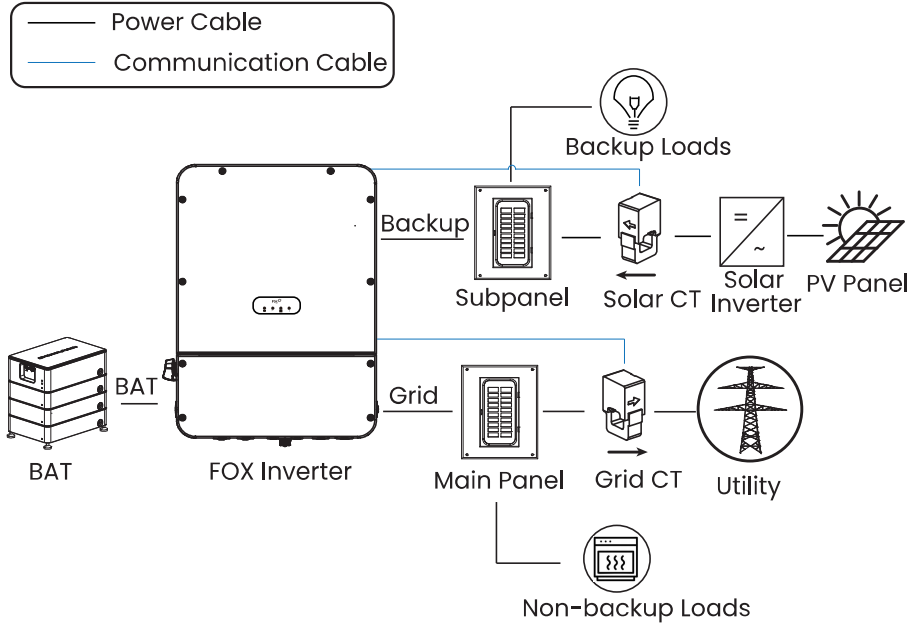 Power Cable
Communication Cable
Backup Loads
Backup
Subpanel
Solar CT
Solar
Inverter
PV Panel
BAT
Grid
BAT
FOX Inverter
Main Panel
Grid CT
Utility
Non-backup Loads